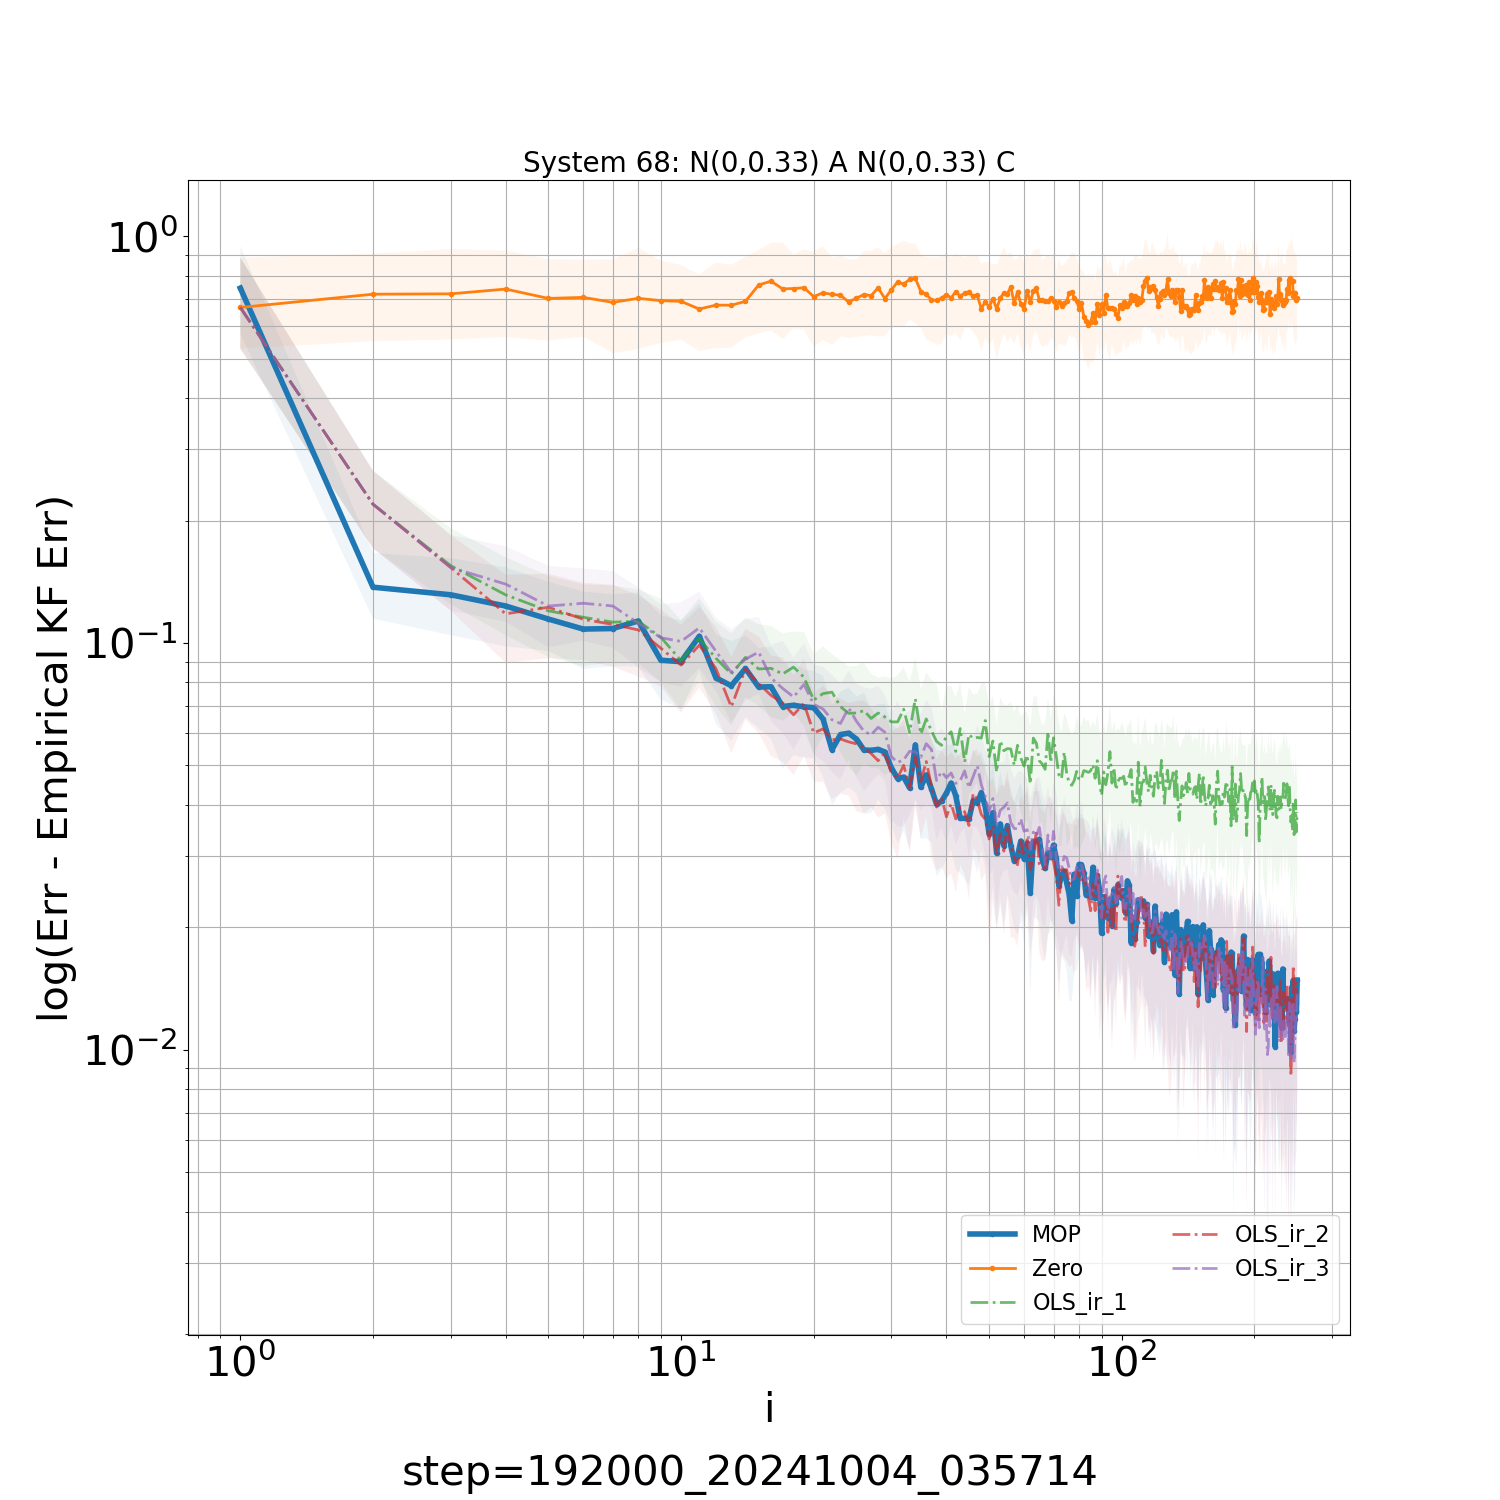 System 68: N(0,0.33) A N(0,0.33) C
log(Err - Empirical KF Err)
10⁰
10⁻¹
10⁻²
MOP
Zero
OLS_ir_1
OLS_ir_2
OLS_ir_3
10⁰ 10¹ 10²
i
step=192000_20241004_035714